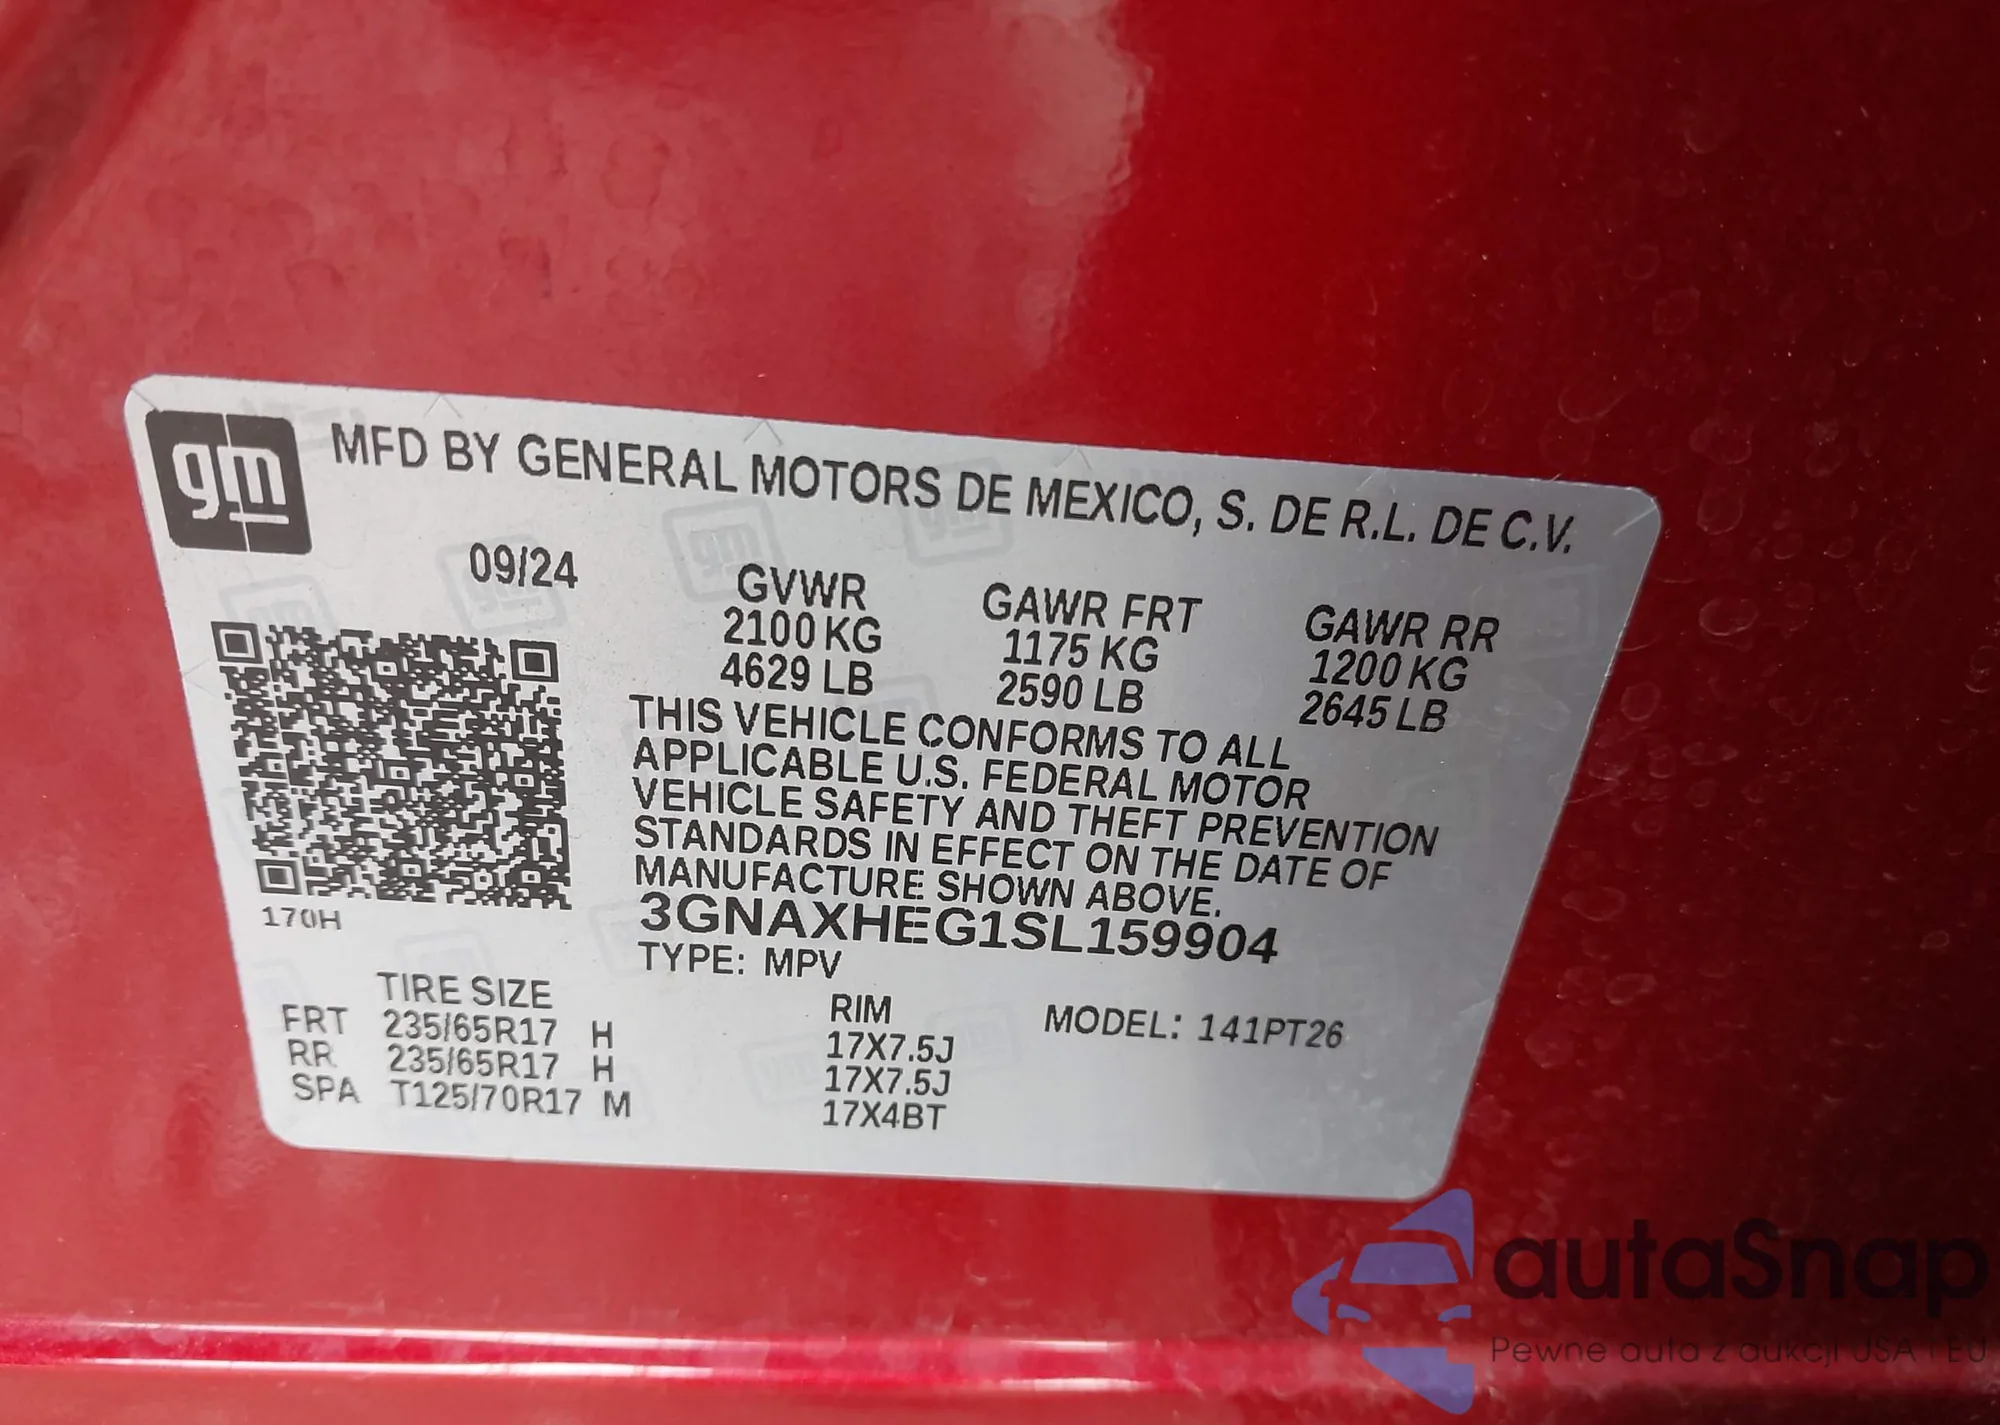 gm
MFD BY GENERAL MOTORS DE MEXICO, S. DE R.L. DE C.V.
09/24
GVWR GAWR FRT GAWR RR
2100 KG 1175 KG 1200 KG
4629 LB 2590 LB 2645 LB
THIS VEHICLE CONFORMS TO ALL
APPLICABLE U.S. FEDERAL MOTOR
VEHICLE SAFETY AND THEFT PREVENTION
STANDARDS IN EFFECT ON THE DATE OF
MANUFACTURE SHOWN ABOVE.
170H
3GNAXHEG1SL159904
TYPE: MPV
TIRE SIZE RIM MODEL: 141PT26
FRT 235/65R17 H 17X7.5J
RR 235/65R17 H 17X7.5J
SPA T125/70R17 M 17X4BT
autaSnap
Pewne auta z aukcji USA i EU